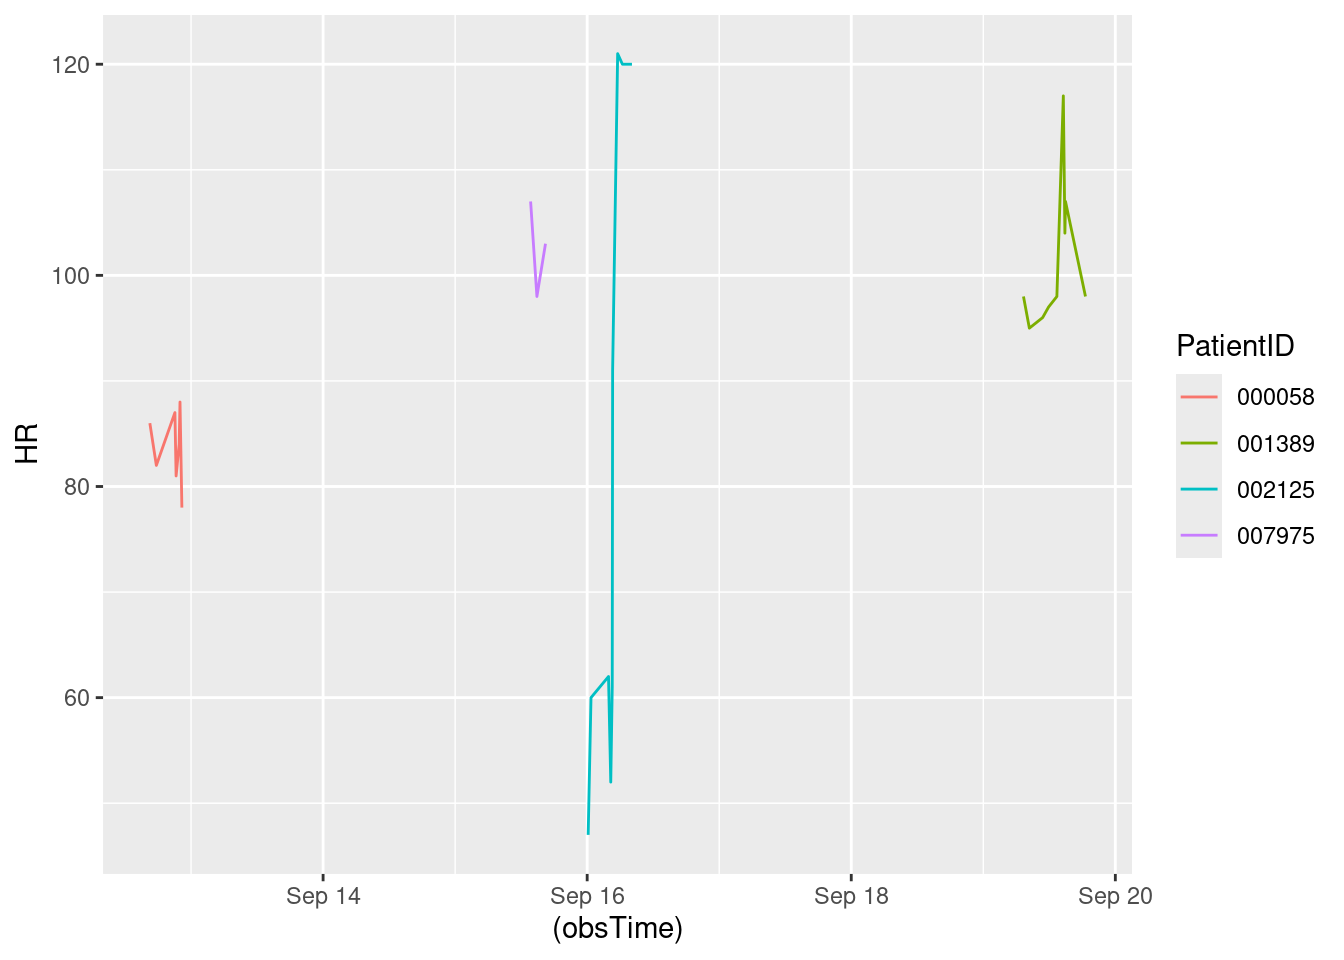 120
100
80
60
HR
Sep 14
Sep 16
Sep 18
Sep 20
(obsTime)
PatientID
000058
001389
002125
007975